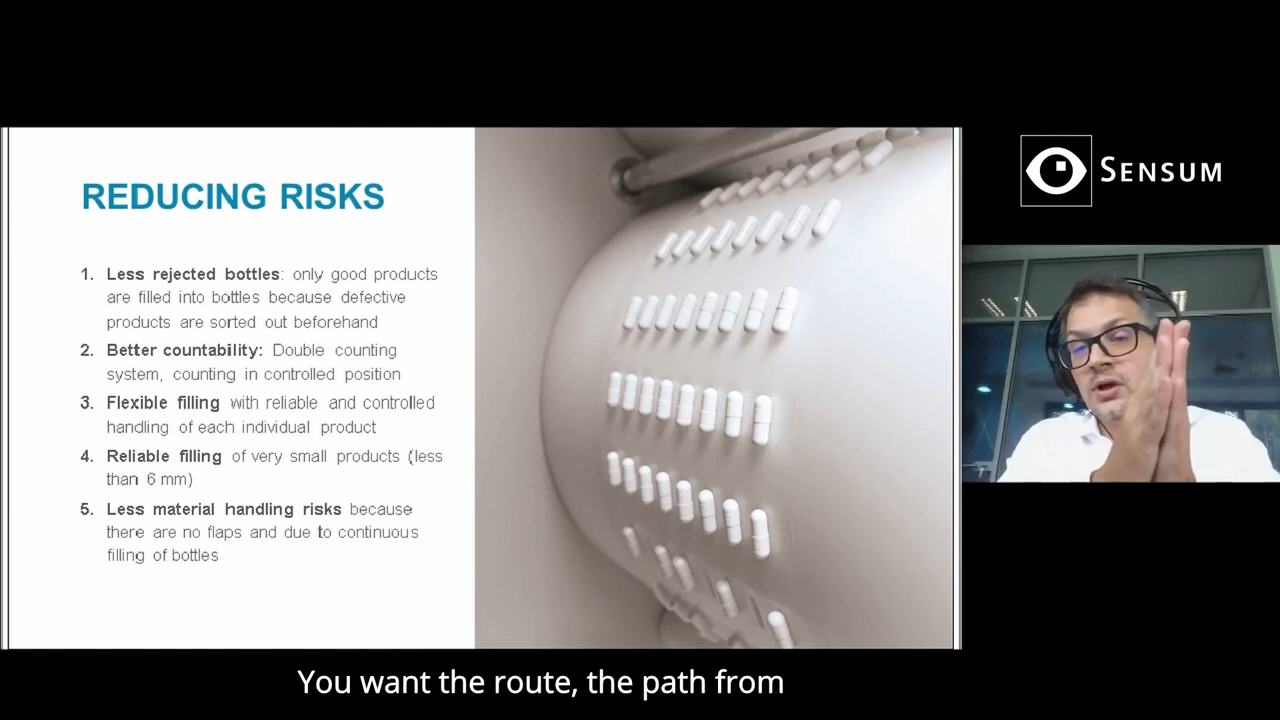 REDUCING RISKS
1. Less rejected bottles: only good products
are filled into bottles because defective
products are sorted out beforehand
2. Better countability: Double counting
system, counting in controlled position
3. Flexible filling with reliable and controlled
handling of each individual product
4. Reliable filling of very small products (less
than 6 mm)
5. Less material handling risks because
there are no flaps and due to continuous
filling of bottles
SENSUM
You want the route, the path from